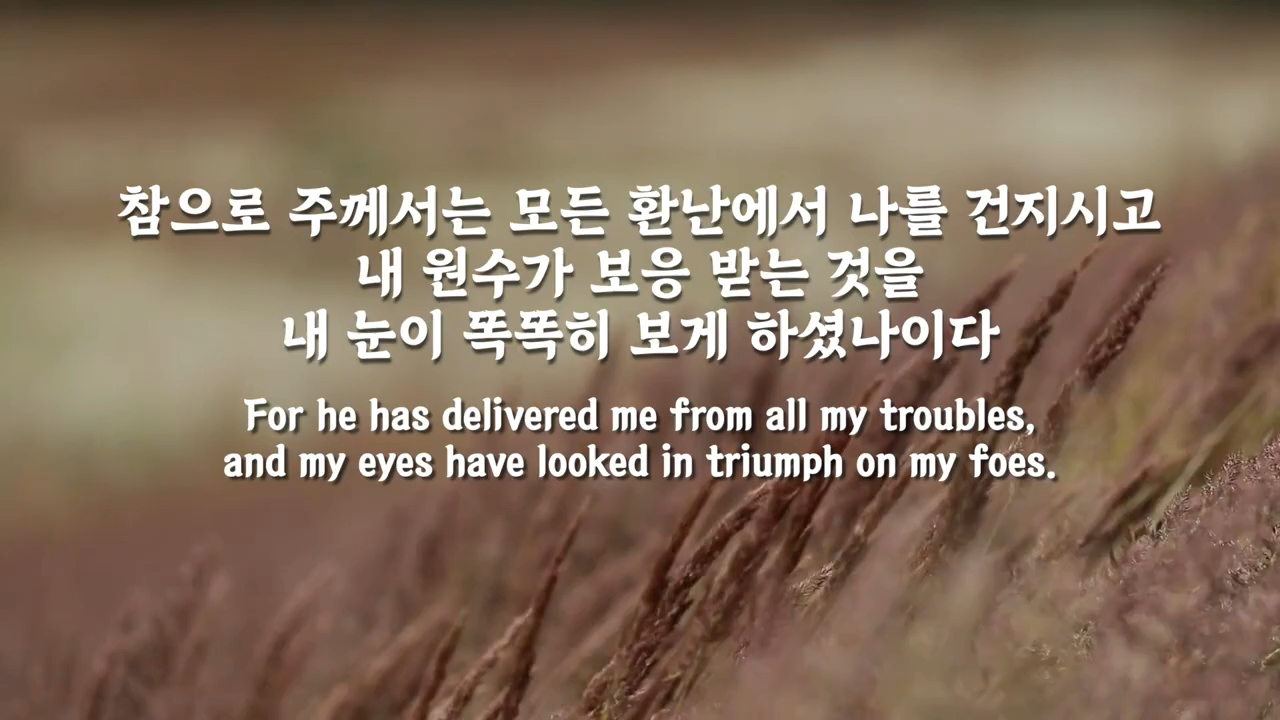 참으로 주께서는 모든 환난에서 나를 건지시고
내 원수가 보응 받는 것을
내 눈이 똑똑히 보게 하셨나이다
For he has delivered me from all my troubles,
and my eyes have looked in triumph on my foes.